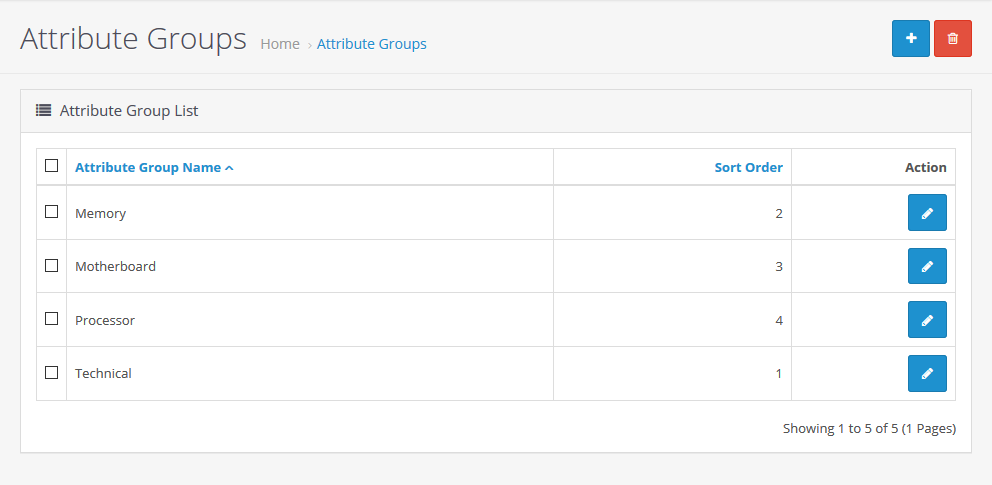 Attribute Groups Home › Attribute Groups
Attribute Group List
Attribute Group Name Sort Order Action
Memory 2
Motherboard 3
Processor 4
Technical 1
Showing 1 to 5 of 5 (1 Pages)